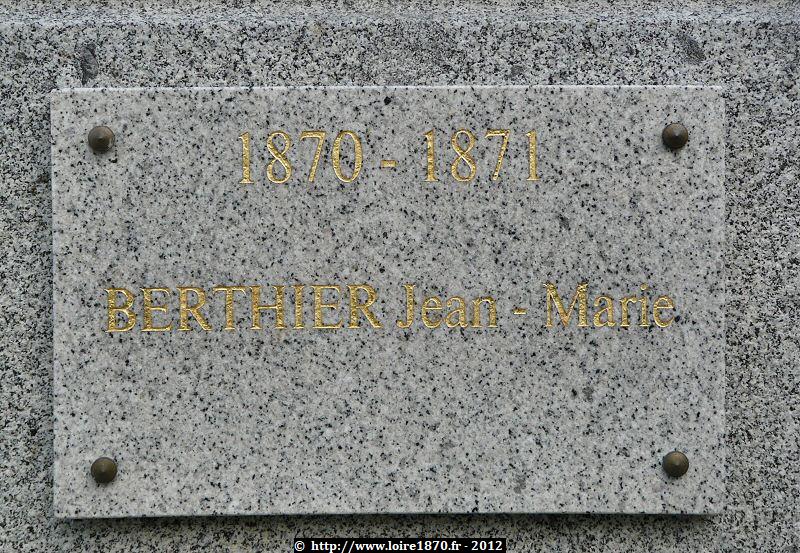 1870 - 1871
BERTHIER Jean - Marie
© http://www.loire1870.fr - 2012